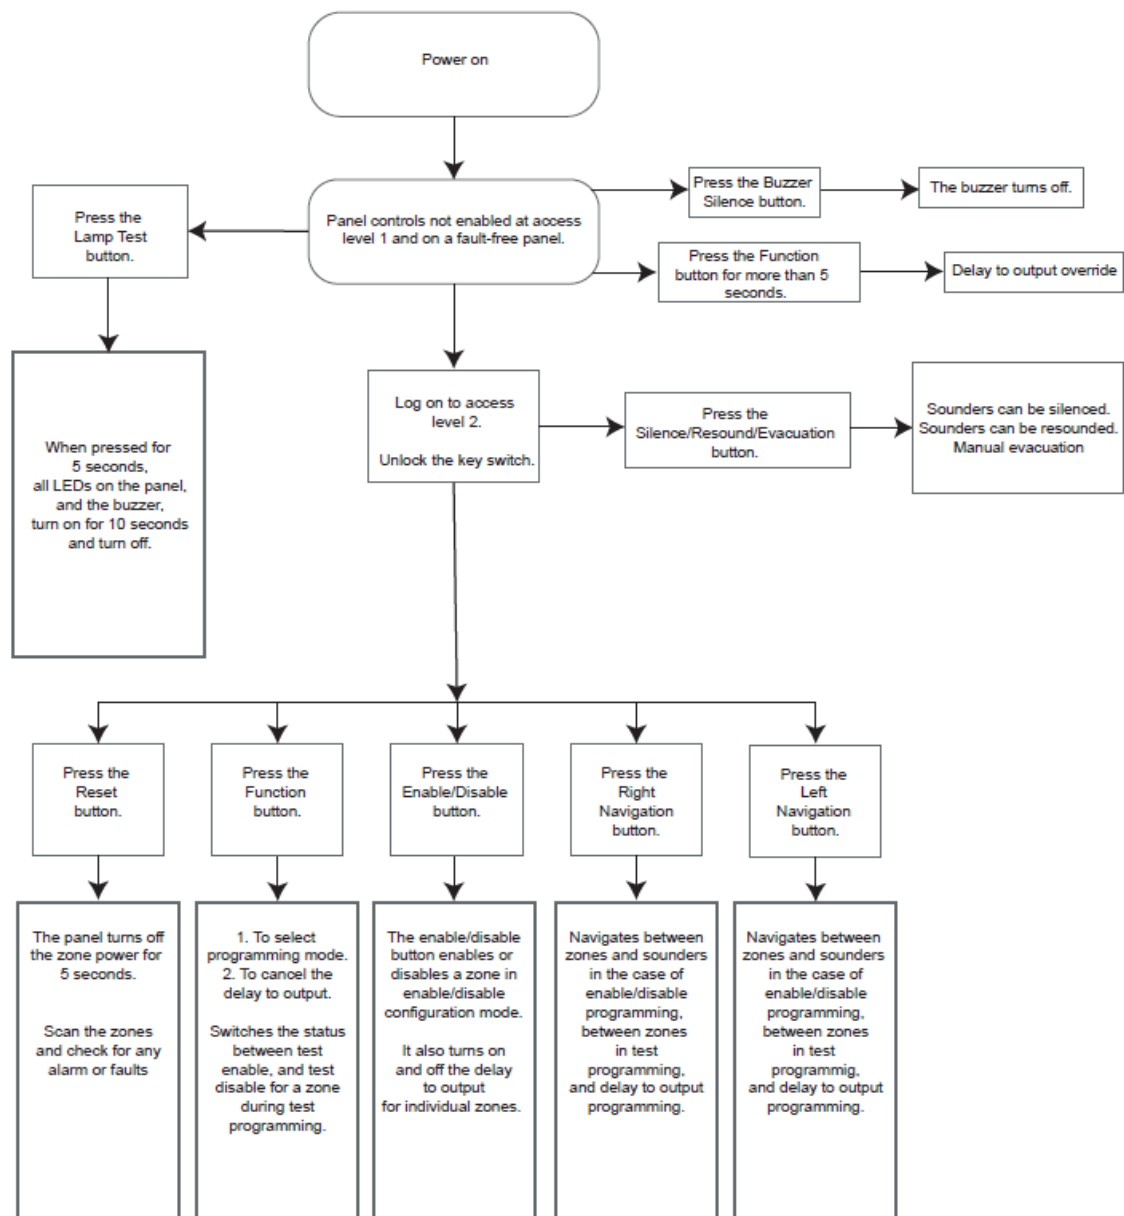 Power on
Press the Buzzer
Silence button.
The buzzer turns off.
Press the
Lamp Test
button.
Panel controls not enabled at access
level 1 and on a fault-free panel.
Press the Function
button for more than 5
seconds.
Delay to output override
Log on to access
level 2.
Unlock the key switch.
Press the
Silence/Resound/Evacuation
button.
Sounders can be silenced.
Sounders can be resounded.
Manual evacuation
When pressed for
5 seconds,
all LEDs on the panel,
and the buzzer,
turn on for 10 seconds
and turn off.
Press the
Reset
button.
Press the
Function
button.
Press the
Enable/Disable
button.
Press the
Right
Navigation
button.
Press the
Left
Navigation
button.
The panel turns off
the zone power for
5 seconds.
Scan the zones
and check for any
alarm or faults
1. To select
programming mode.
2. To cancel the
delay to output.
Switches the status
between test
enable, and test
disable for a zone
during test
programming.
The enable/disable
button enables or
disables a zone in
enable/disable
configuration mode.
It also turns on
and off the delay
to output
for individual zones.
Navigates between
zones and sounders
in the case of
enable/disable
programming,
between zones
in test
programming,
and delay to output
programming.
Navigates between
zones and sounders
in the case of
enable/disable
programming,
between zones
in test
programmig,
and delay to output
programming.